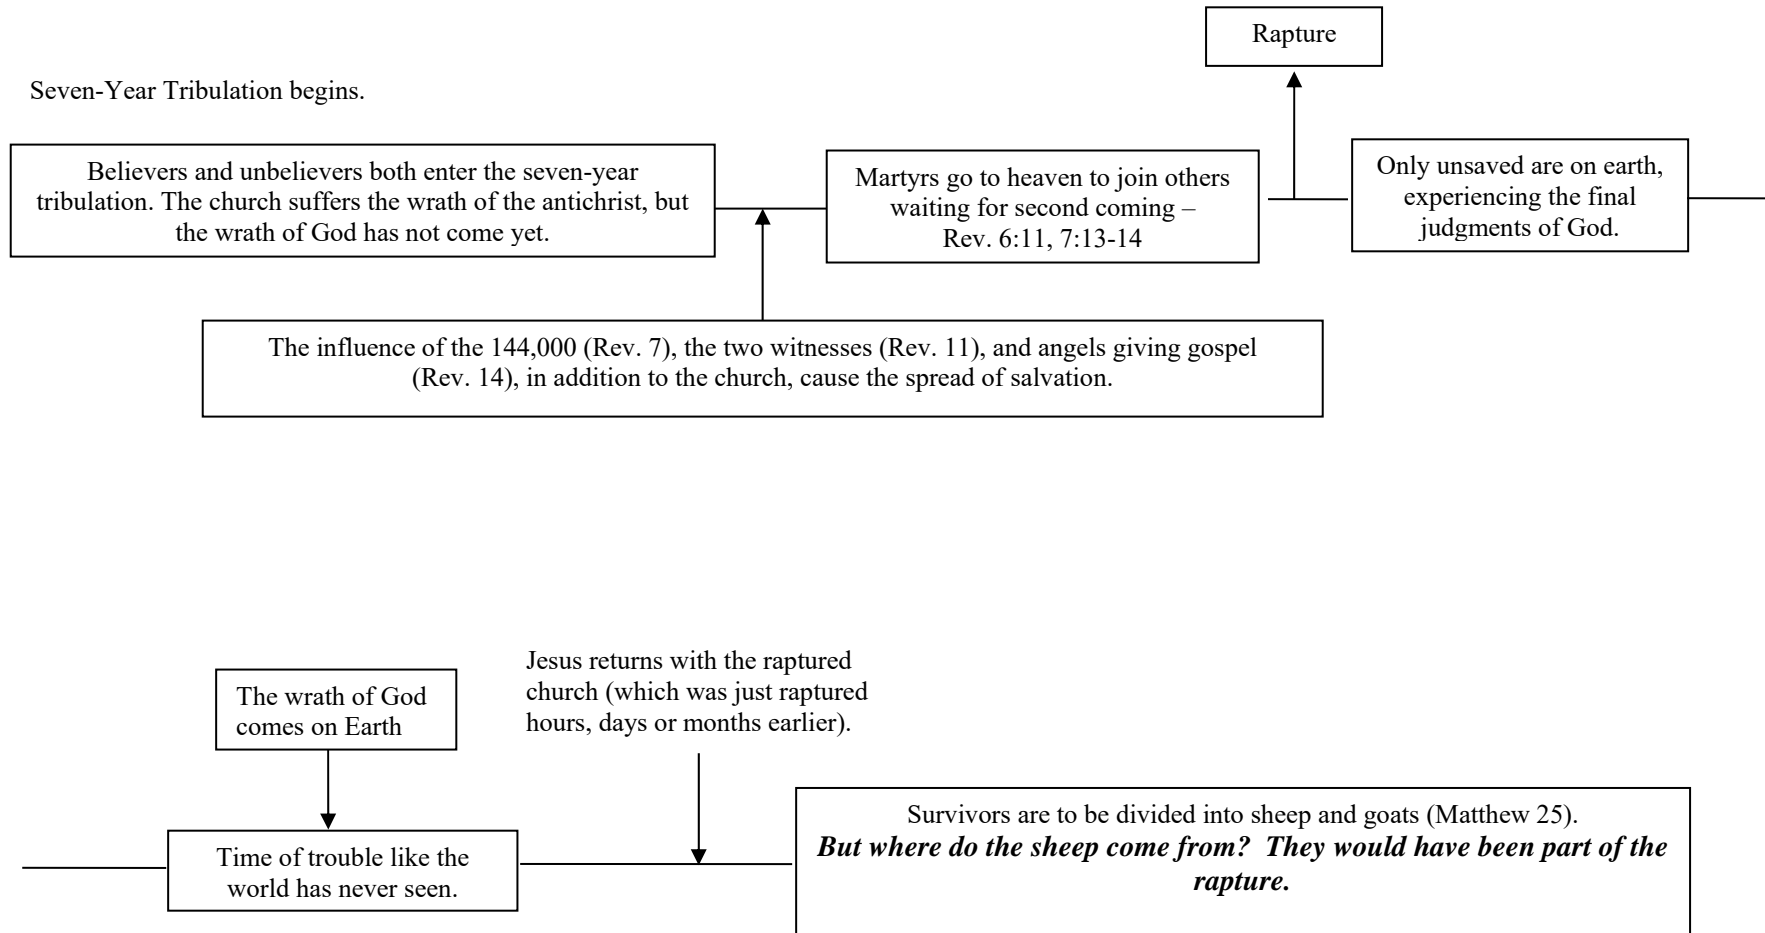 Rapture
Seven-Year Tribulation begins.
Believers and unbelievers both enter the seven-year
tribulation. The church suffers the wrath of the antichrist, but
the wrath of God has not come yet.
Martyrs go to heaven to join others
waiting for second coming –
Rev. 6:11, 7:13-14
Only unsaved are on earth,
experiencing the final
judgments of God.
The influence of the 144,000 (Rev. 7), the two witnesses (Rev. 11), and angels giving gospel
(Rev. 14), in addition to the church, cause the spread of salvation.
The wrath of God
comes on Earth
Jesus returns with the raptured
church (which was just raptured
hours, days or months earlier).
Time of trouble like the
world has never seen.
Survivors are to be divided into sheep and goats (Matthew 25).
But where do the sheep come from?  They would have been part of the
rapture.